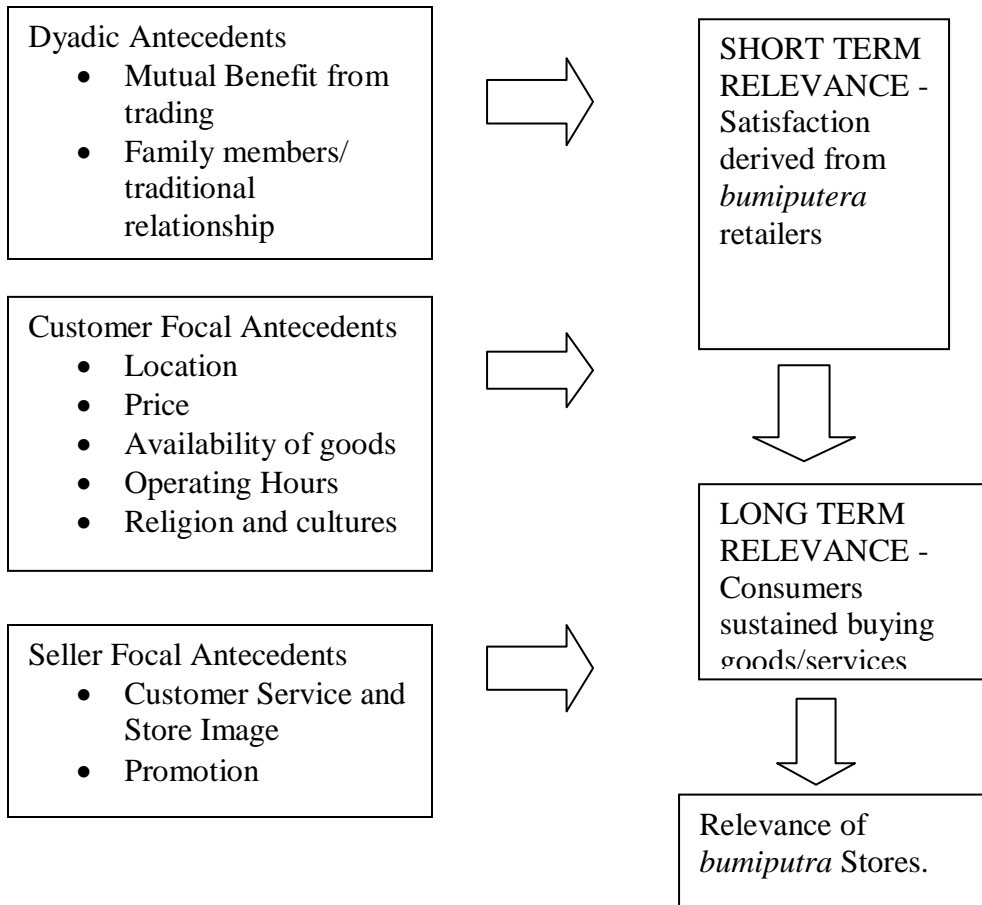 Dyadic Antecedents
• Mutual Benefit from
trading
• Family members/
traditional
relationship
Customer Focal Antecedents
• Location
• Price
• Availability of goods
• Operating Hours
• Religion and cultures
Seller Focal Antecedents
• Customer Service and
Store Image
• Promotion
SHORT TERM
RELEVANCE -
Satisfaction
derived from
bumiputera
retailers
LONG TERM
RELEVANCE -
Consumers
sustained buying
goods/services
Relevance of
bumiputra Stores.